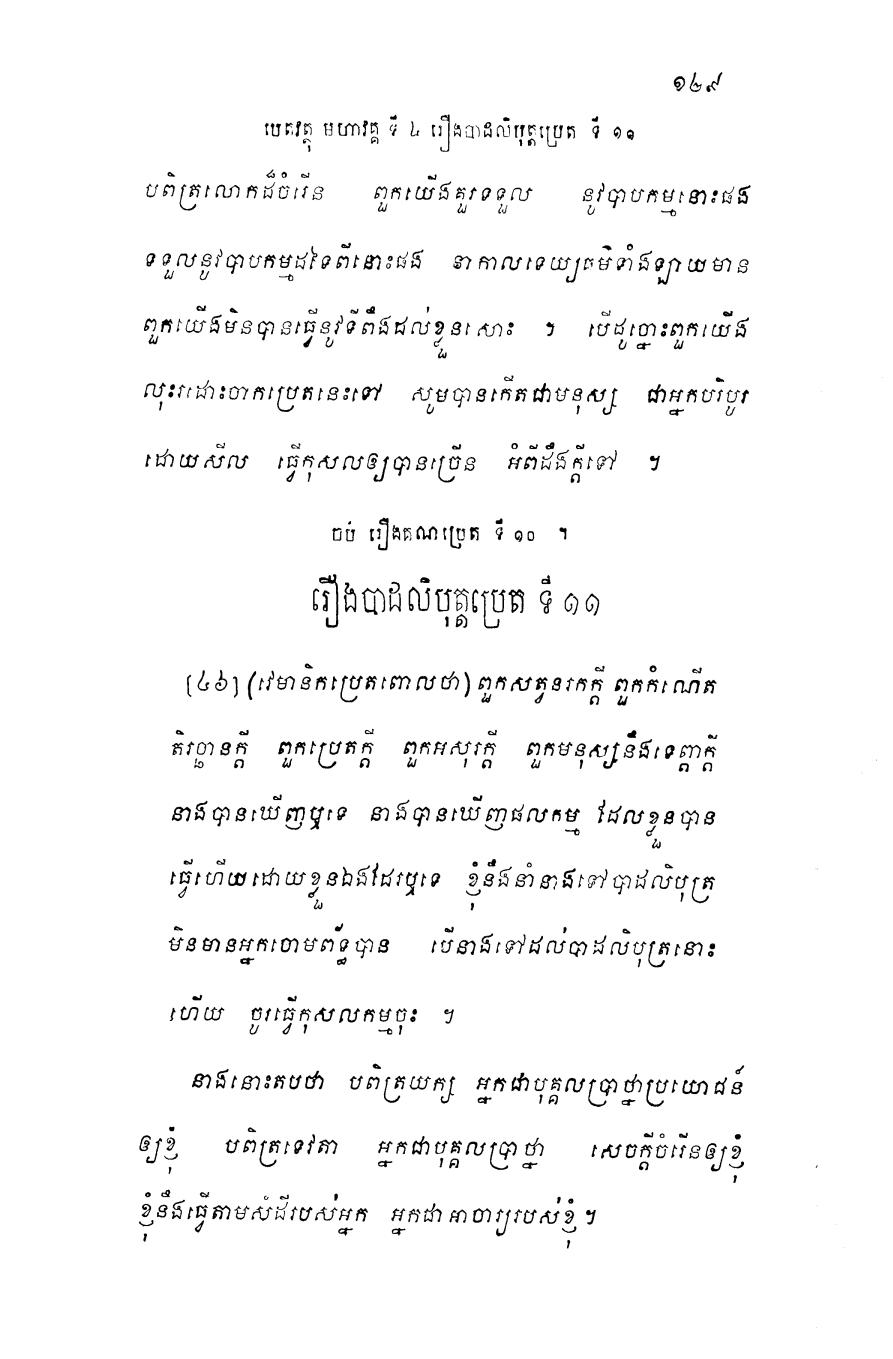 ១៤៩
បេតវត្ថុ មហាវគ្គ ទី ៤ រឿងបាដលិបុត្តប្រេត ទី ១១
បពិត្រលោកដ៏ចំរើន ពួកយើងគួរទទួល នូវបាបកម្មនោះផង
ទទួលនូវបាបកម្មដទៃពីនោះផង នាកាលទេយ្យធម៌ទាំងឡាយមាន
ពួកយើងមិនបានធ្វើនូវទីពឹងដល់ខ្លួនសោះ ។ បើដូច្នោះពួកយើង
លុះរដោះចាកប្រេតនេះទៅ សូមបានកើតជាមនុស្ស ជាអ្នកបរិបូរ
ដោយសីល ធ្វើកុសលឲ្យបានច្រើន អំពីដឹងក្តីទៅ ។
ចប់ រឿងគណប្រេត ទី ១០ ។
រឿងបាដលិបុត្តប្រេត ទី ១១
[៤៦] (វេមានិកប្រេតពោលថា) ពួកសត្វនរកក្តី ពួកកំណើត
តិរច្ឆានក្តី ពួកប្រេតក្តី ពួកអសុរក្តី ពួកមនុស្សនឹងទេព្តាក្តី
នាងបានឃើញឬទេ នាងបានឃើញផលកម្ម ដែលខ្លួនបាន
ធ្វើហើយដោយខ្លួនឯងដែរឬទេ ខ្ញុំនឹងនាំនាងទៅបាដលិបុត្រ
មិនមានអ្នកចោមព័ទ្ធបាន បើនាងទៅដល់បាដលិបុត្រនោះ
ហើយ ចូរធ្វើកុសលកម្មចុះ ។
នាងនោះតបថា បពិត្រយក្ស អ្នកជាបុគ្គលប្រាថ្នាប្រយោជន៍
ឲ្យខ្ញុំ បពិត្រទេវតា អ្នកជាបុគ្គលប្រាថ្នា សេចក្តីចំរើនឲ្យខ្ញុំ
ខ្ញុំនឹងធ្វើតាមសំដីរបស់អ្នក អ្នកជាអាចារ្យរបស់ខ្ញុំ ។